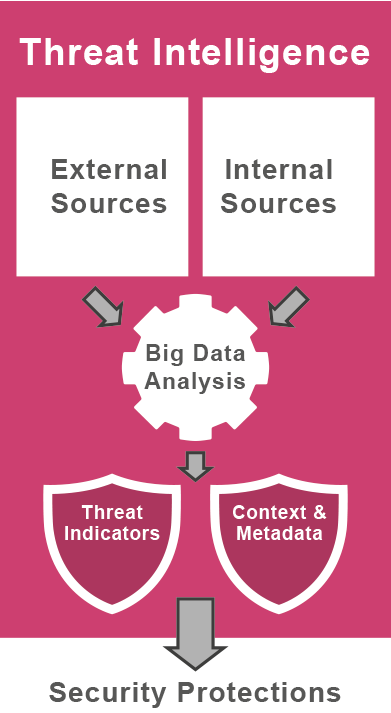 Threat Intelligence
External
Sources
Internal
Sources
Big Data
Analysis
Threat
Indicators
Context &
Metadata
Security Protections